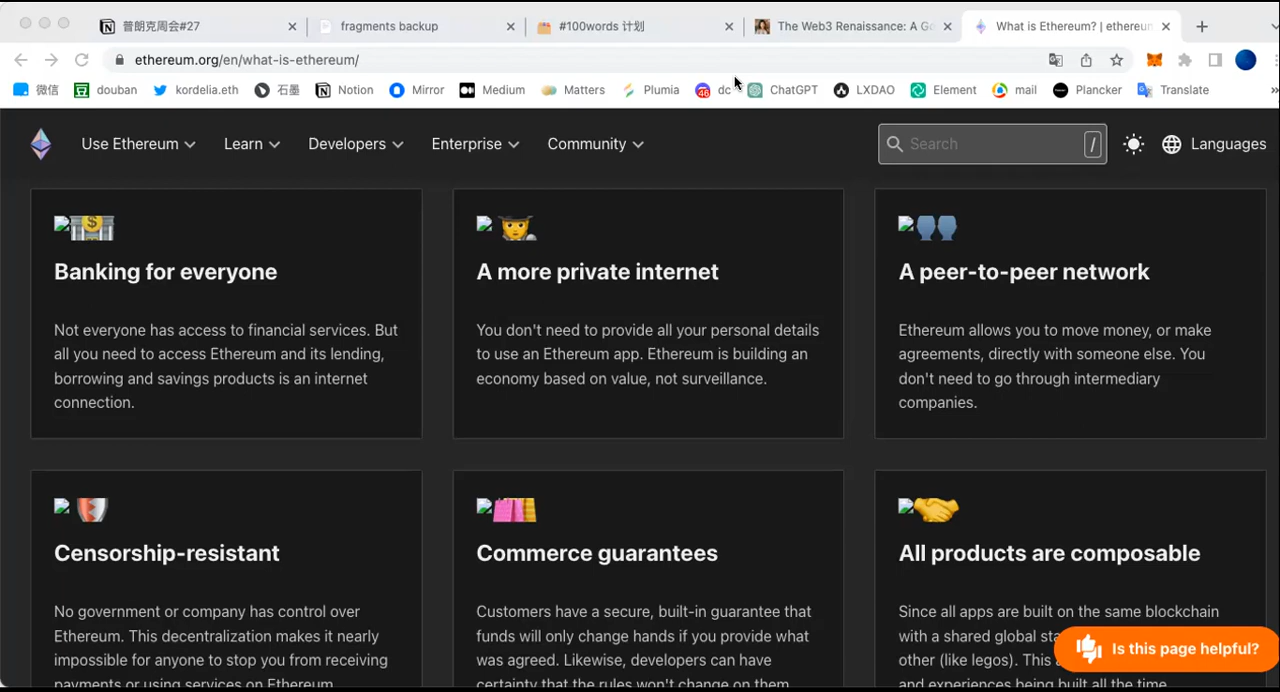 普朗克周会#27
fragments backup
#100words 计划
The Web3 Renaissance: A Go
What is Ethereum? | ethereum
ethereum.org/en/what-is-ethereum/
微信 douban kordelia.eth 石墨 Notion Mirror Medium Matters Plumia dc ChatGPT LXDAO Element mail Plancker Translate »
Use Ethereum Learn Developers Enterprise Community Search / Languages
Banking for everyone
Not everyone has access to financial services. But
all you need to access Ethereum and its lending,
borrowing and savings products is an internet
connection.
A more private internet
You don't need to provide all your personal details
to use an Ethereum app. Ethereum is building an
economy based on value, not surveillance.
A peer-to-peer network
Ethereum allows you to move money, or make
agreements, directly with someone else. You
don't need to go through intermediary
companies.
Censorship-resistant
No government or company has control over
Ethereum. This decentralization makes it nearly
impossible for anyone to stop you from receiving
payments or using services on Ethereum.
Commerce guarantees
Customers have a secure, built-in guarantee that
funds will only change hands if you provide what
was agreed. Likewise, developers can have
certainty that the rules won't change on them.
All products are composable
Since all apps are built on the same blockchain
with a shared global
other (like legos). This
and experiences being built all the time.
Is this page helpful?